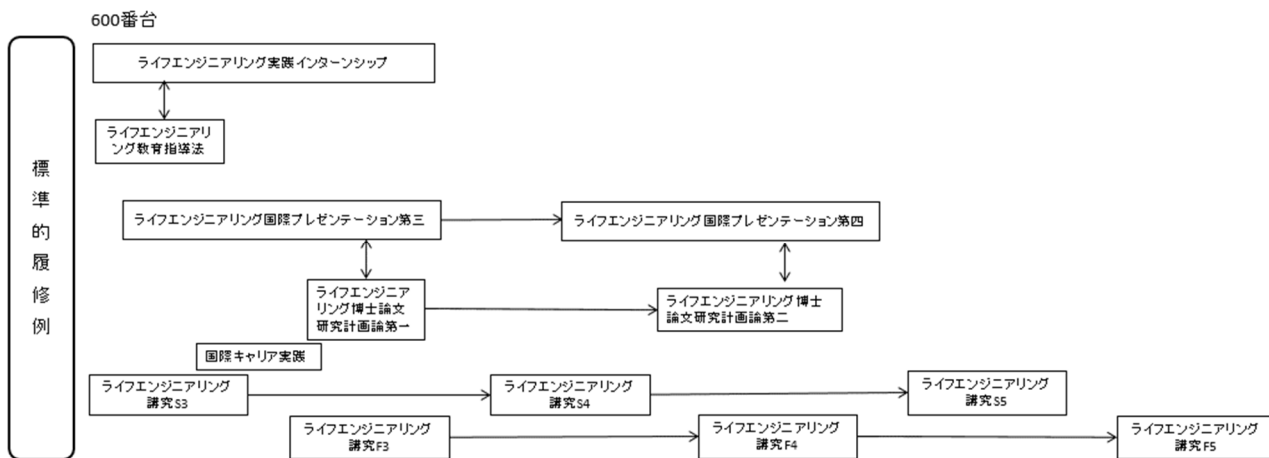 600番台
標準的履修例
ライフエンジニアリング実践インターンシップ
ライフエンジニアリ
ング教育指導法
ライフエンジニアリング国際プレゼンテーション第三
ライフエンジニアリング国際プレゼンテーション第四
ライフエンジニア
リング博士論文
研究計画論第一
ライフエンジニアリング博士
論文研究計画論第二
国際キャリア実践
ライフエンジニアリング
講究S3
ライフエンジニアリング
講究S4
ライフエンジニアリング
講究S5
ライフエンジニアリング
講究F3
ライフエンジニアリング
講究F4
ライフエンジニアリング
講究F5